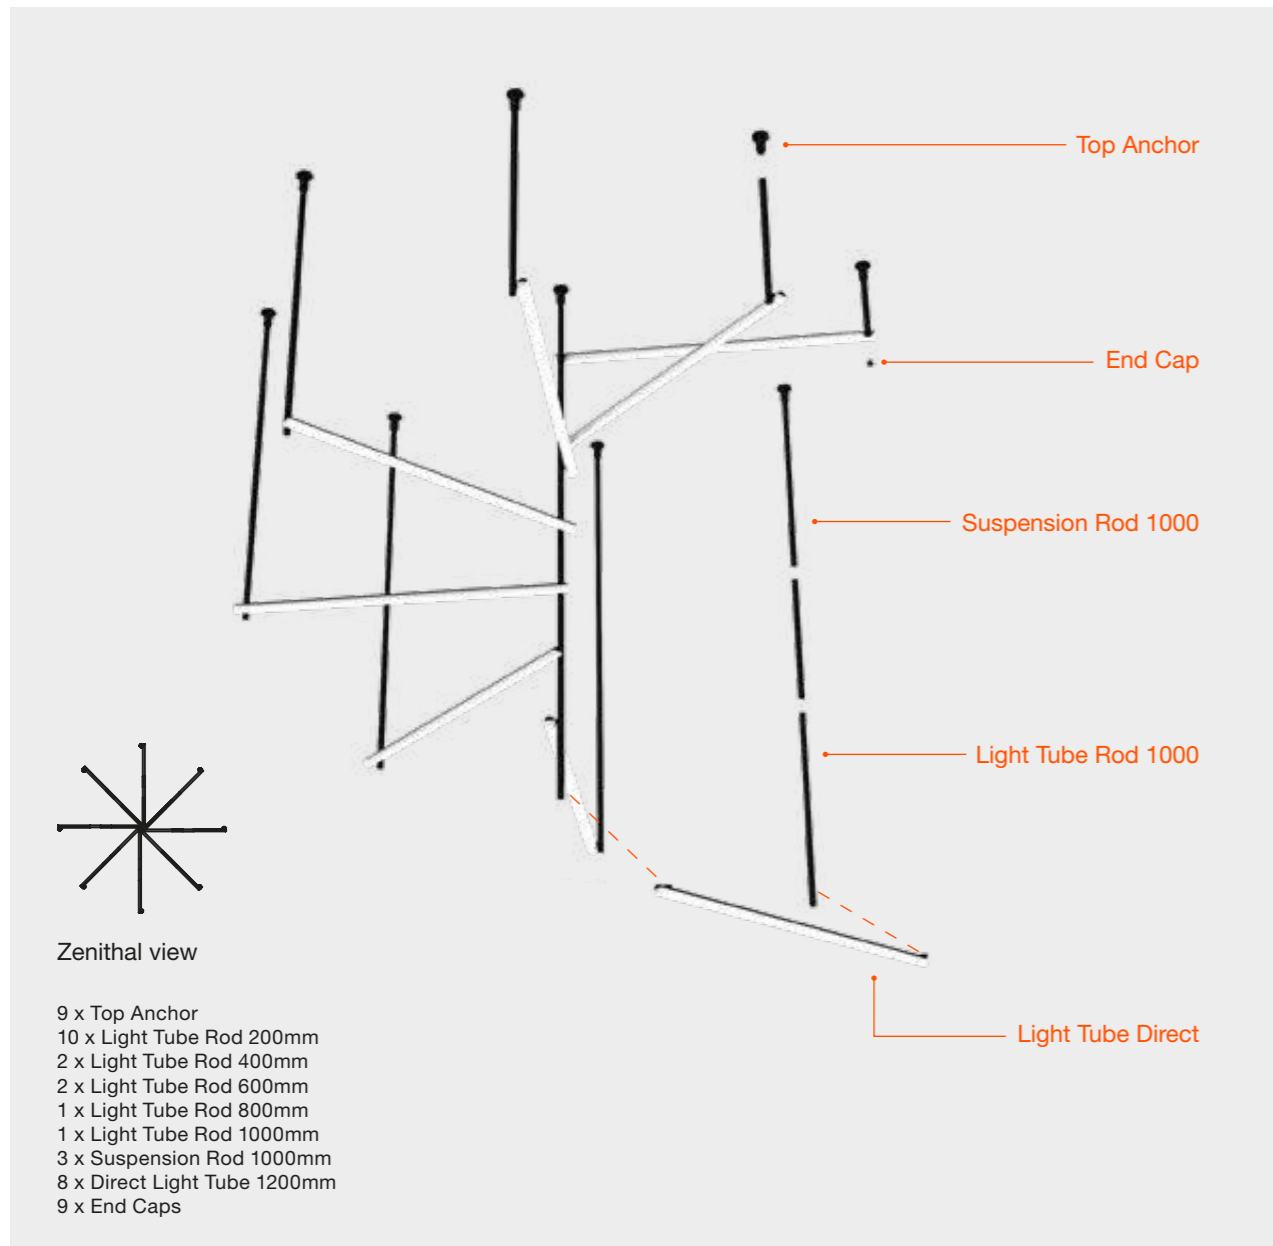 Top Anchor
End Cap
Suspension Rod 1000
Light Tube Rod 1000
Light Tube Direct
Zenithal view
9 x Top Anchor
10 x Light Tube Rod 200mm
2 x Light Tube Rod 400mm
2 x Light Tube Rod 600mm
1 x Light Tube Rod 800mm
1 x Light Tube Rod 1000mm
3 x Suspension Rod 1000mm
8 x Direct Light Tube 1200mm
9 x End Caps